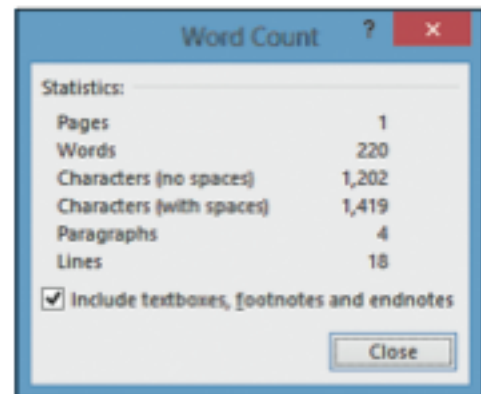 Word Count ? ×
Statistics:
Pages 1
Words 220
Characters (no spaces) 1,202
Characters (with spaces) 1,419
Paragraphs 4
Lines 18
Include textboxes, footnotes and endnotes
Close